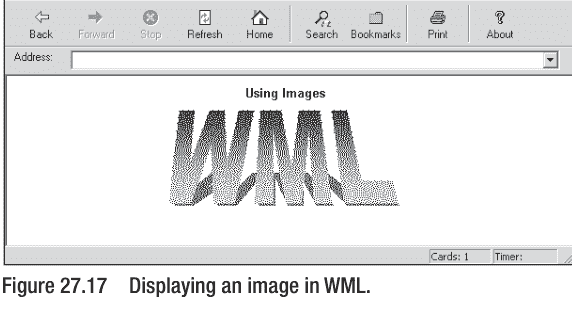 Back Forward Stop Refresh Home Search Bookmarks Print About
Address:
Using Images
WML
Cards: 1 Timer:
Figure 27.17 Displaying an image in WML.